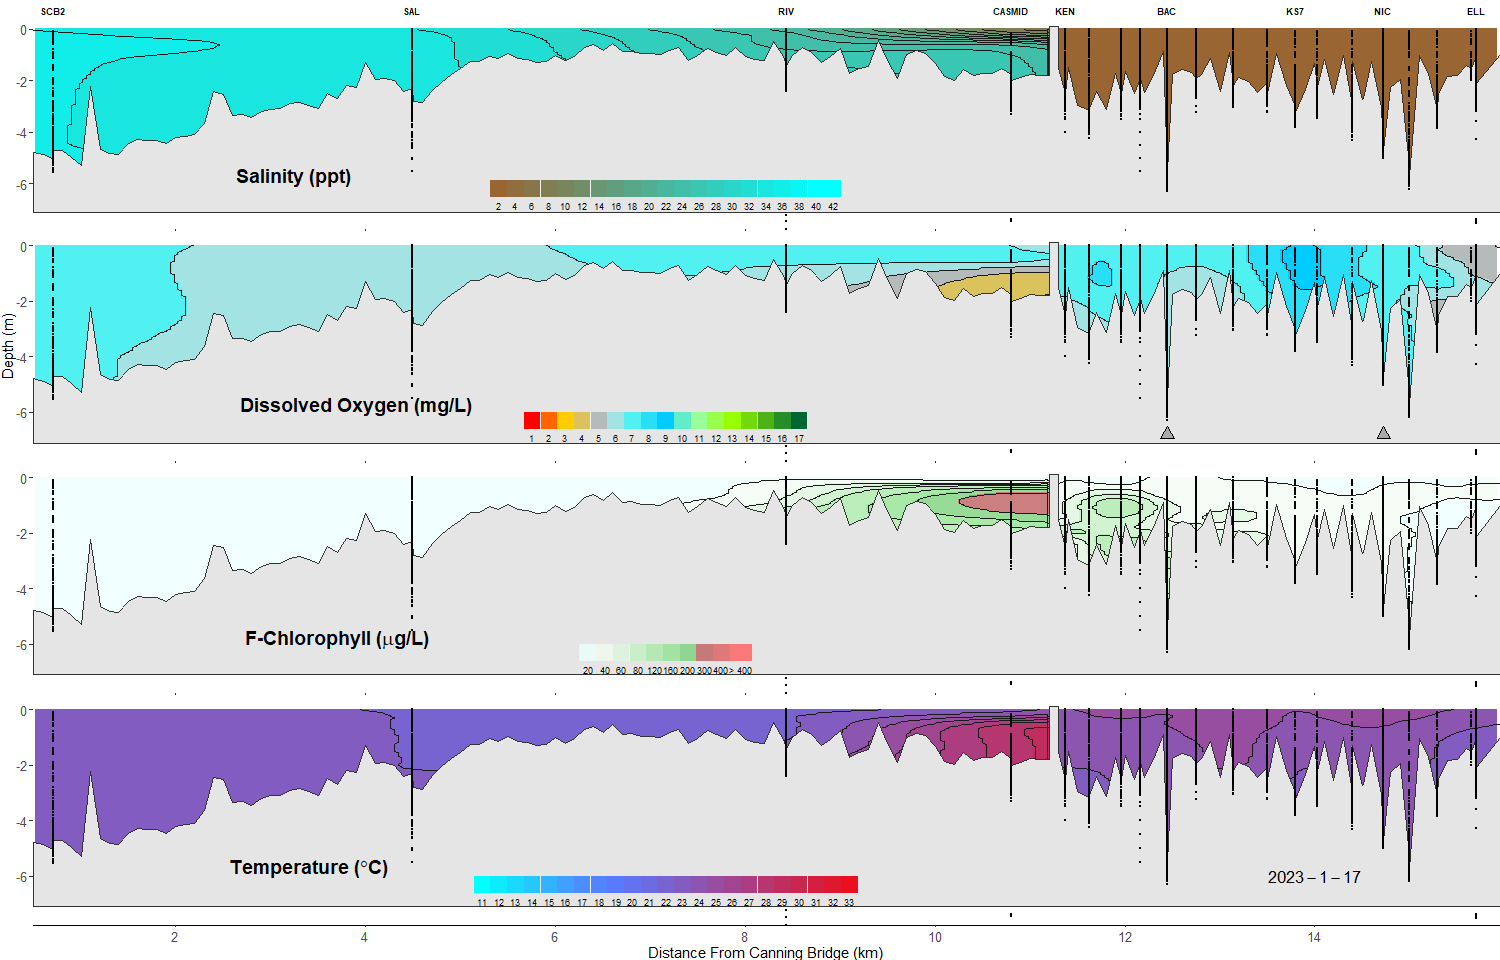 SCB2 SAL RIV CASMID KEN BAC KS7 NIC ELL
0
-2
-4
-6
Salinity (ppt)
2 4 6 8 10 12 14 16 18 20 22 24 26 28 30 32 34 36 38 40 42
0
-2
-4
-6
Dissolved Oxygen (mg/L)
1 2 3 4 5 6 7 8 9 10 11 12 13 14 15 16 17
Depth (m)
0
-2
-4
-6
F-Chlorophyll (μg/L)
20 40 60 80 120 160 200 300 400 > 400
0
-2
-4
-6
Temperature (°C)
2023 – 1 – 17
11 12 13 14 15 16 17 18 19 20 21 22 23 24 25 26 27 28 29 30 31 32 33
2 4 6 8 10 12 14
Distance From Canning Bridge (km)